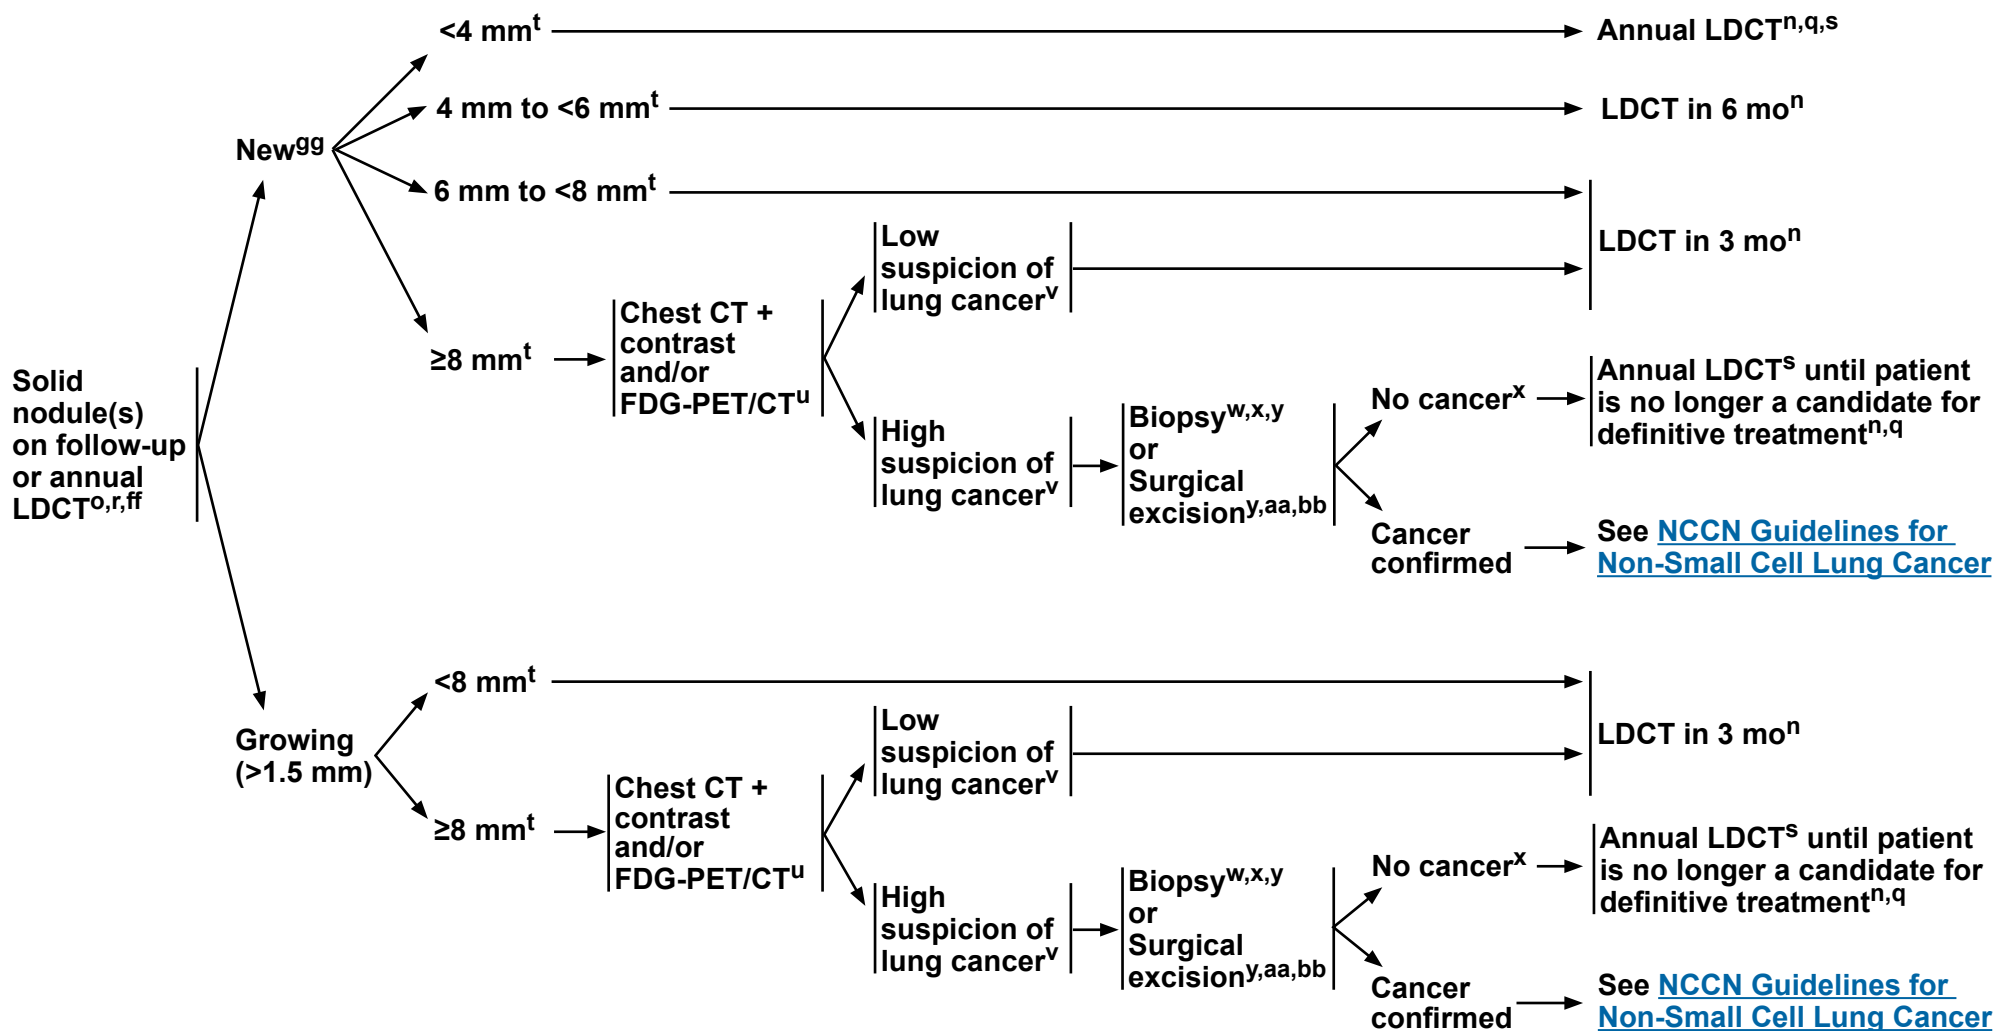 Solid
nodule(s)
on follow-up
or annual
LDCTo,r,ff
Newgg
<4 mmt
Annual LDCTn,q,s
4 mm to <6 mmt
LDCT in 6 mon
6 mm to <8 mmt
LDCT in 3 mon
≥8 mmt
Chest CT +
contrast
and/or
FDG-PET/CTu
Low
suspicion of
lung cancerv
High
suspicion of
lung cancerv
Biopsyw,x,y
or
Surgical
excisiony,aa,bb
No cancerx
Annual LDCTs until patient
is no longer a candidate for
definitive treatmentn,q
Cancer
confirmed
See NCCN Guidelines for
Non-Small Cell Lung Cancer
Growing
(>1.5 mm)
<8 mmt
LDCT in 3 mon
≥8 mmt
Chest CT +
contrast
and/or
FDG-PET/CTu
Low
suspicion of
lung cancerv
High
suspicion of
lung cancerv
Biopsyw,x,y
or
Surgical
excisiony,aa,bb
No cancerx
Annual LDCTs until patient
is no longer a candidate for
definitive treatmentn,q
Cancer
confirmed
See NCCN Guidelines for
Non-Small Cell Lung Cancer